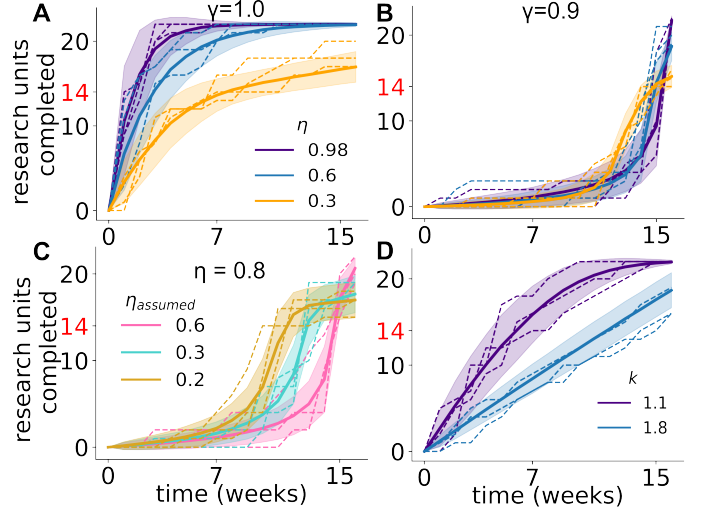 A
γ=1.0
B
γ=0.9
research units
completed
20
14
10
0
η
0.98
0.6
0.3
0
7
15
20
14
10
0
0
7
15
C
η = 0.8
D
research units
completed
20
14
10
0
η assumed
0.6
0.3
0.2
0
7
15
time (weeks)
20
14
10
0
k
1.1
1.8
0
7
15
time (weeks)